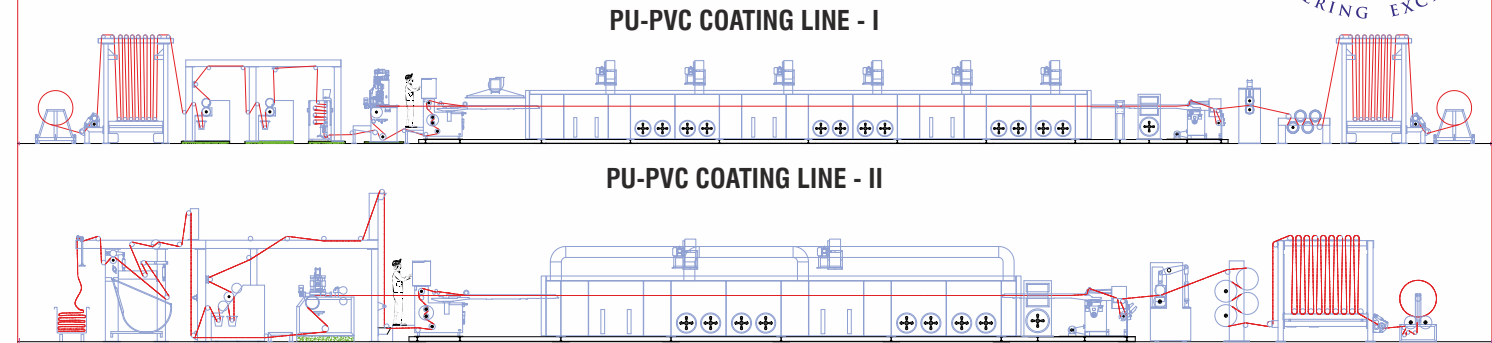 PU-PVC COATING LINE - I
PU-PVC COATING LINE - II